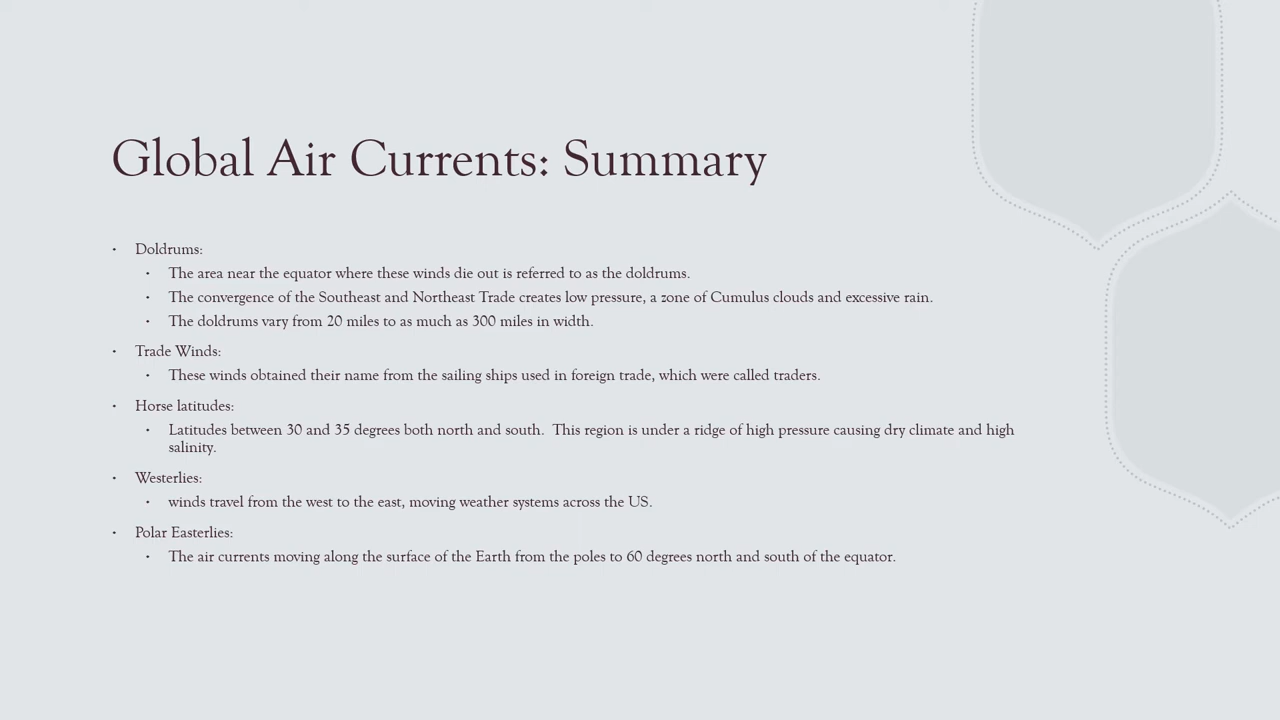 Global Air Currents: Summary
• Doldrums:
• The area near the equator where these winds die out is referred to as the doldrums.
• The convergence of the Southeast and Northeast Trade creates low pressure, a zone of Cumulus clouds and excessive rain.
• The doldrums vary from 20 miles to as much as 300 miles in width.
• Trade Winds:
• These winds obtained their name from the sailing ships used in foreign trade, which were called traders.
• Horse latitudes:
• Latitudes between 30 and 35 degrees both north and south.  This region is under a ridge of high pressure causing dry climate and high
salinity.
• Westerlies:
• winds travel from the west to the east, moving weather systems across the US.
• Polar Easterlies:
• The air currents moving along the surface of the Earth from the poles to 60 degrees north and south of the equator.